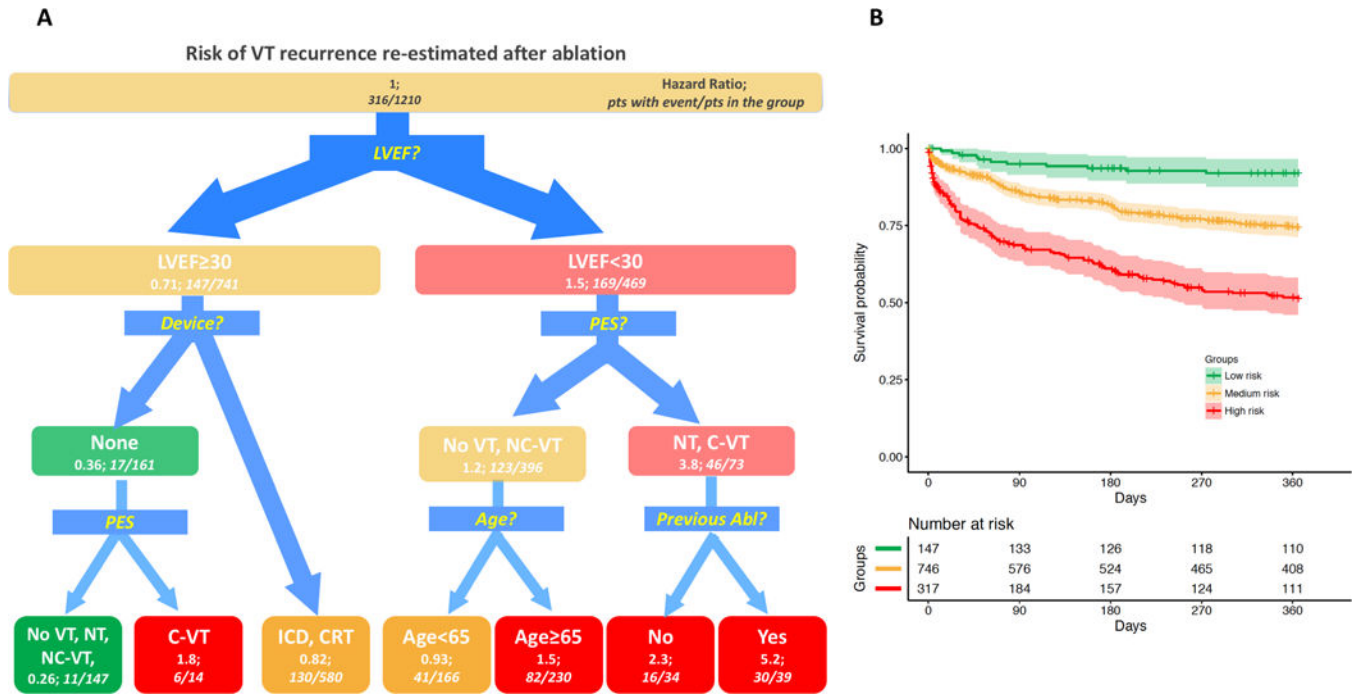 A
Risk of VT recurrence re-estimated after ablation
1;
316/1210
Hazard Ratio;
pts with event/pts in the group
LVEF?
LVEF≥30
0.71; 147/741
LVEF<30
1.5; 169/469
Device?
PES?
None
0.36; 17/161
No VT, NC-VT
1.2; 123/396
NT, C-VT
3.8; 46/73
PES
Age?
Previous Abl?
No VT, NT,
NC-VT,
0.26; 11/147
C-VT
1.8;
6/14
ICD, CRT
0.82;
130/580
Age<65
0.93;
41/166
Age≥65
1.5;
82/230
No
2.3;
16/34
Yes
5.2;
30/39
B
Survival probability
1.00
0.75
0.50
0.25
0.00
Groups
Low risk
Medium risk
High risk
0 90 180 270 360
Days
Number at risk
Groups
147 133 126 118 110
746 576 524 465 408
317 184 157 124 111
0 90 180 270 360
Days